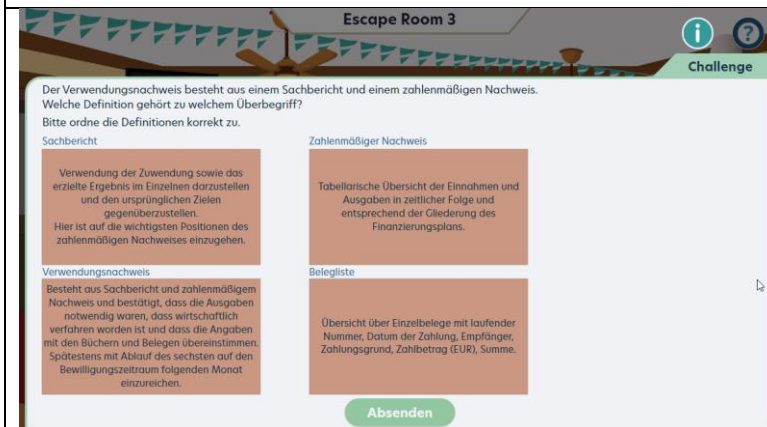 Escape Room 3
i
?
Challenge
Der Verwendungsnachweis besteht aus einem Sachbericht und einem zahlenmäßigen Nachweis.
Welche Definition gehört zu welchem Überbegriff?
Bitte ordne die Definitionen korrekt zu.
Sachbericht
Verwendung der Zuwendung sowie das
erzielte Ergebnis im Einzelnen darzustellen
und den ursprünglichen Zielen
gegenüberzustellen.
Hier ist auf die wichtigsten Positionen des
zahlenmäßigen Nachweises einzugehen.
Zahlenmäßiger Nachweis
Tabellarische Übersicht der Einnahmen und
Ausgaben in zeitlicher Folge und
entsprechend der Gliederung des
Finanzierungsplans.
Verwendungsnachweis
Besteht aus Sachbericht und zahlenmäßigem
Nachweis und bestätigt, dass die Ausgaben
notwendig waren, dass wirtschaftlich
verfahren worden ist und dass die Angaben
mit den Büchern und Belegen übereinstimmen.
Spätestens mit Ablauf des sechsten auf den
Bewilligungszeitraum folgenden Monat
einzureichen.
Belegliste
Übersicht über Einzelbelege mit laufender
Nummer, Datum der Zahlung, Empfänger,
Zahlungsgrund, Zahlbetrag (EUR), Summe.
Absenden